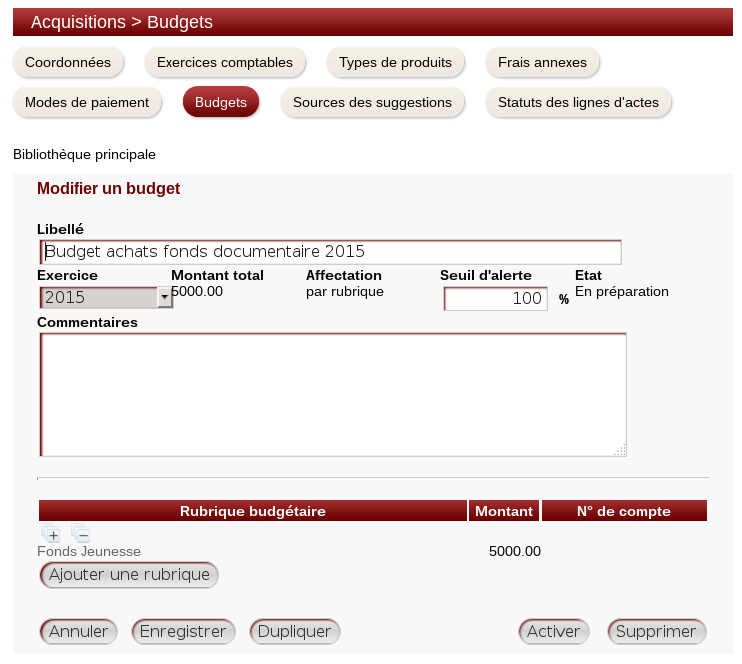 Acquisitions > Budgets
Coordonnées Exercices comptables Types de produits Frais annexes
Modes de paiement Budgets Sources des suggestions Statuts des lignes d'actes
Bibliothèque principale
Modifier un budget
Libellé
Budget achats fonds documentaire 2015
Exercice Montant total Affectation Seuil d'alerte Etat
2015 5000.00 par rubrique 100 % En préparation
Commentaires
Rubrique budgétaire Montant N° de compte
Fonds Jeunesse 5000.00
Ajouter une rubrique
Annuler Enregistrer Dupliquer Activer Supprimer